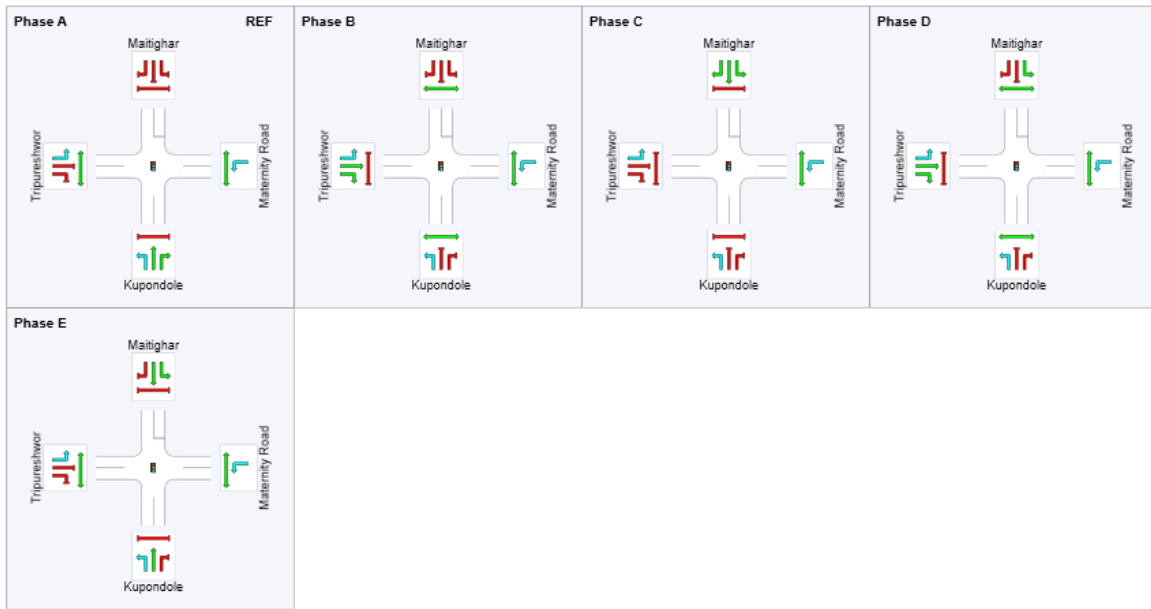 Phase A REF
Maitighar
Tripureshwor
Maternity Road
Kupondole
Phase B
Maitighar
Tripureshwor
Maternity Road
Kupondole
Phase C
Maitighar
Tripureshwor
Maternity Road
Kupondole
Phase D
Maitighar
Tripureshwor
Maternity Road
Kupondole
Phase E
Maitighar
Tripureshwor
Maternity Road
Kupondole